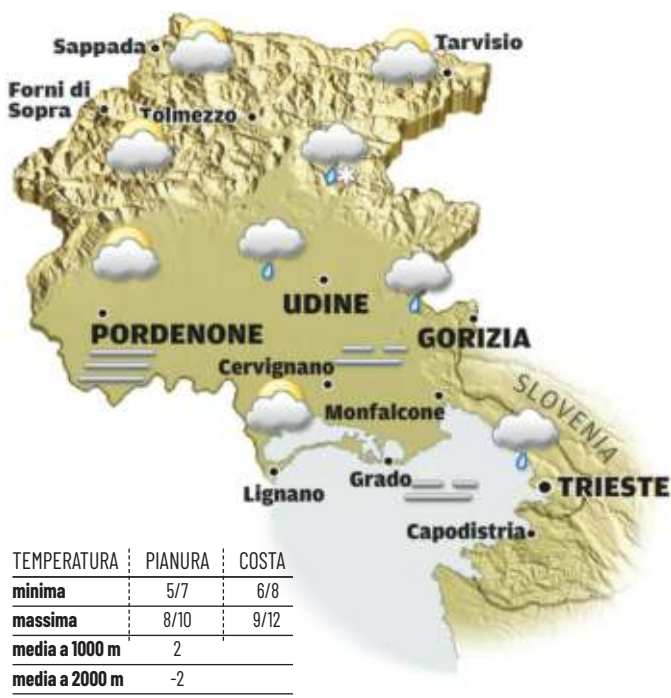 Sappada
Tarvisio
Forni di
Sopra
Tolmezzo
UDINE
PORDENONE
GORIZIA
Cervignano
SLOVENIA
Monfalcone
Grado
Lignano
TRIESTE
Capodistria
TEMPERATURA PIANURA COSTA
minima 5/7 6/8
massima 8/10 9/12
media a 1000 m 2
media a 2000 m -2